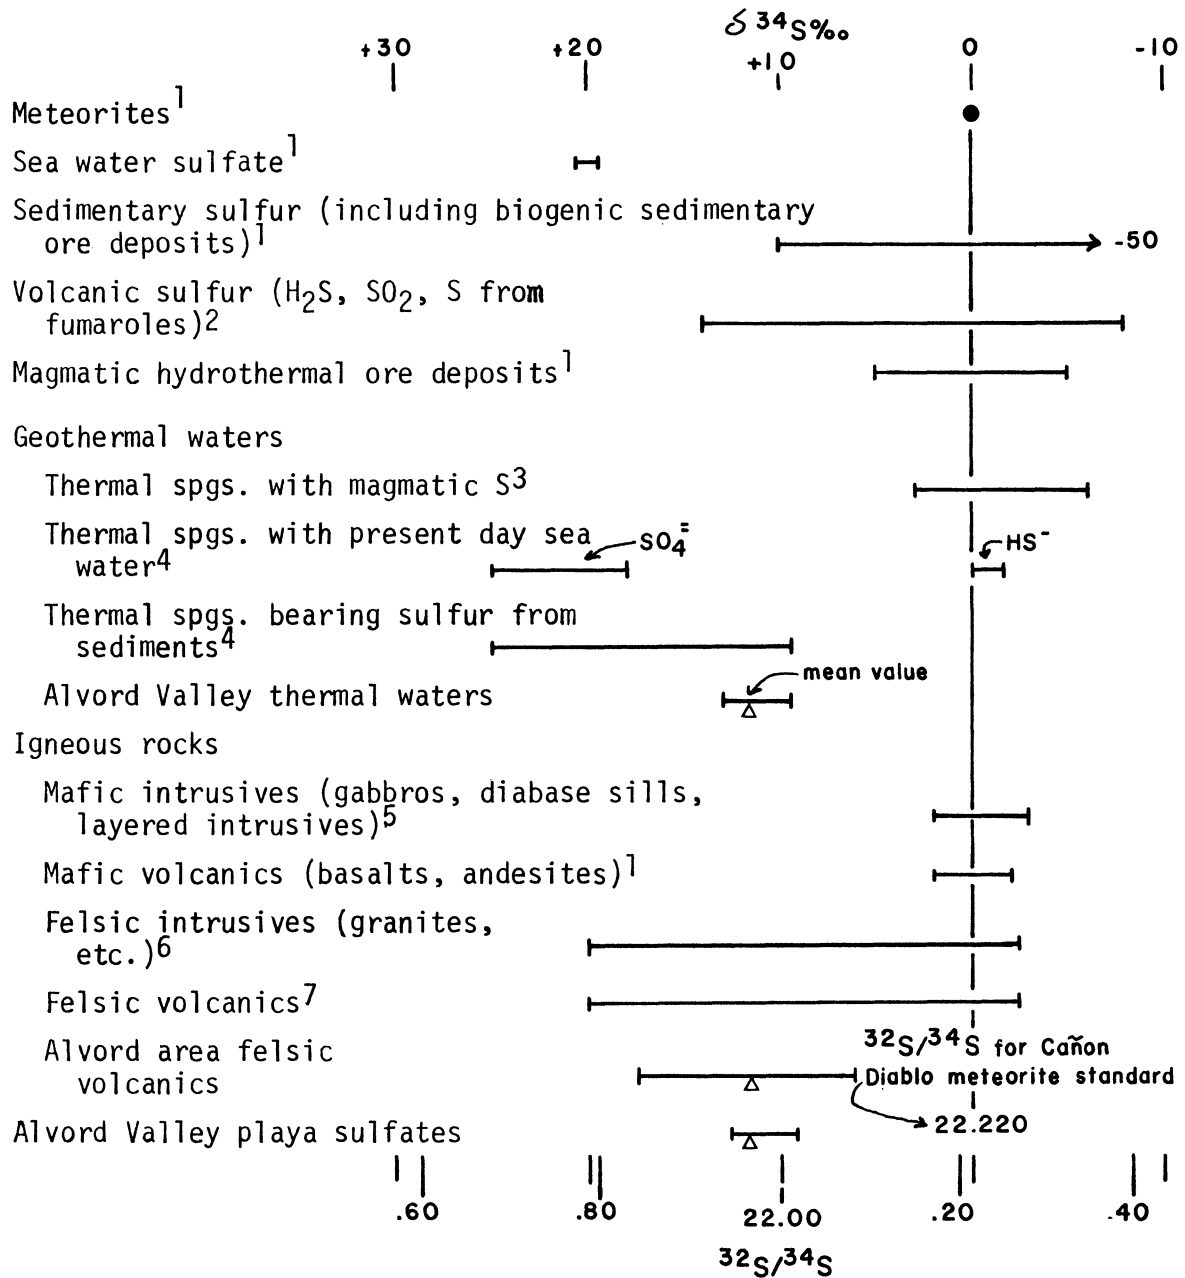 δ ³⁴S‰
+30 +20 +10 0 -10
Meteorites¹
Sea water sulfate¹
Sedimentary sulfur (including biogenic sedimentary
ore deposits)¹
-50
Volcanic sulfur (H₂S, SO₂, S from
fumaroles)²
Magmatic hydrothermal ore deposits¹
Geothermal waters
Thermal spgs. with magmatic S³
Thermal spgs. with present day sea
water⁴
SO₄⁼
HS⁻
Thermal spgs. bearing sulfur from
sediments⁴
mean value
Alvord Valley thermal waters
Igneous rocks
Mafic intrusives (gabbros, diabase sills,
layered intrusives)⁵
Mafic volcanics (basalts, andesites)¹
Felsic intrusives (granites,
etc.)⁶
Felsic volcanics⁷
Alvord area felsic
volcanics
³²S/³⁴S for Cañon
Diablo meteorite standard
22.220
Alvord Valley playa sulfates
.60 .80 22.00 .20 .40
³²S/³⁴S